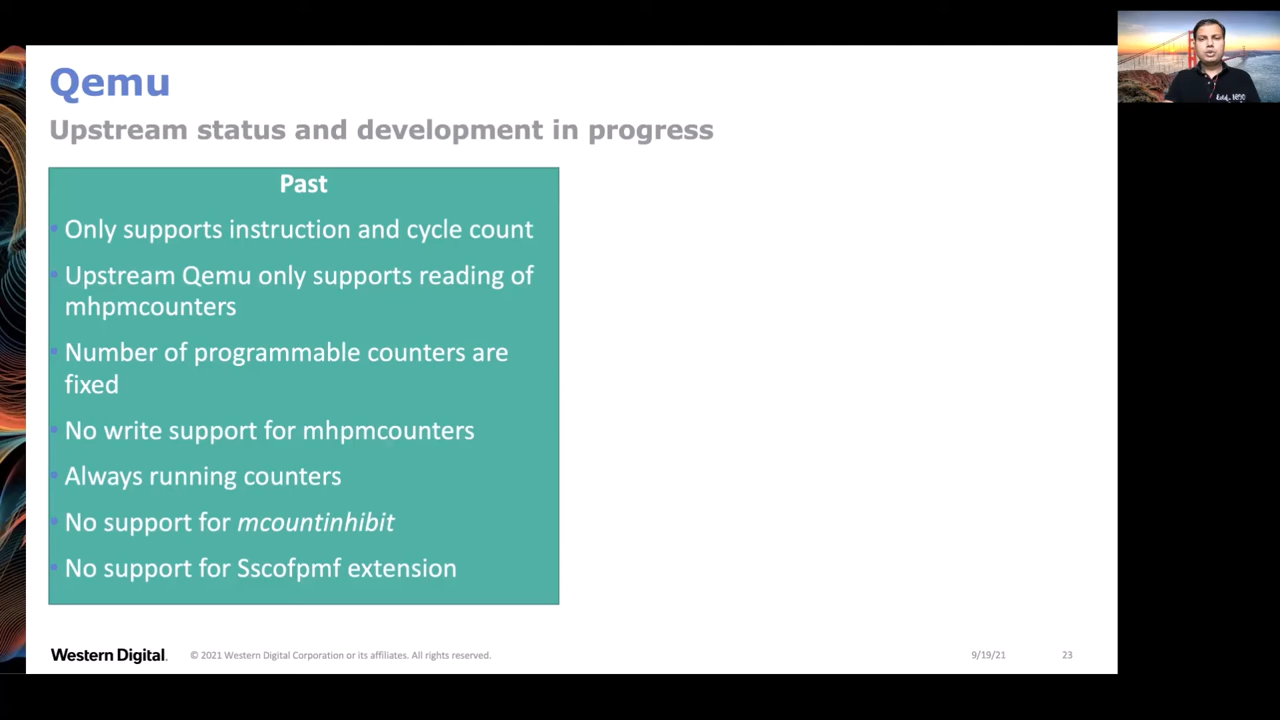 Qemu
Upstream status and development in progress
Past
Only supports instruction and cycle count
Upstream Qemu only supports reading of
mhpmcounters
Number of programmable counters are
fixed
No write support for mhpmcounters
Always running counters
No support for mcountinhibit
No support for Sscofpmf extension
Western Digital.
© 2021 Western Digital Corporation or its affiliates. All rights reserved.
9/19/21
23